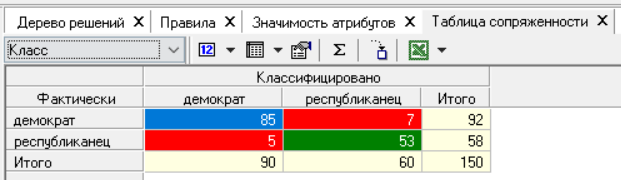 Дерево решений X Правила X Значимость атрибутов X Таблица сопряженности X
Класс 12 Σ
Классифицировано
Фактически демократ республиканец Итого
демократ 85 7 92
республиканец 5 53 58
Итого 90 60 150